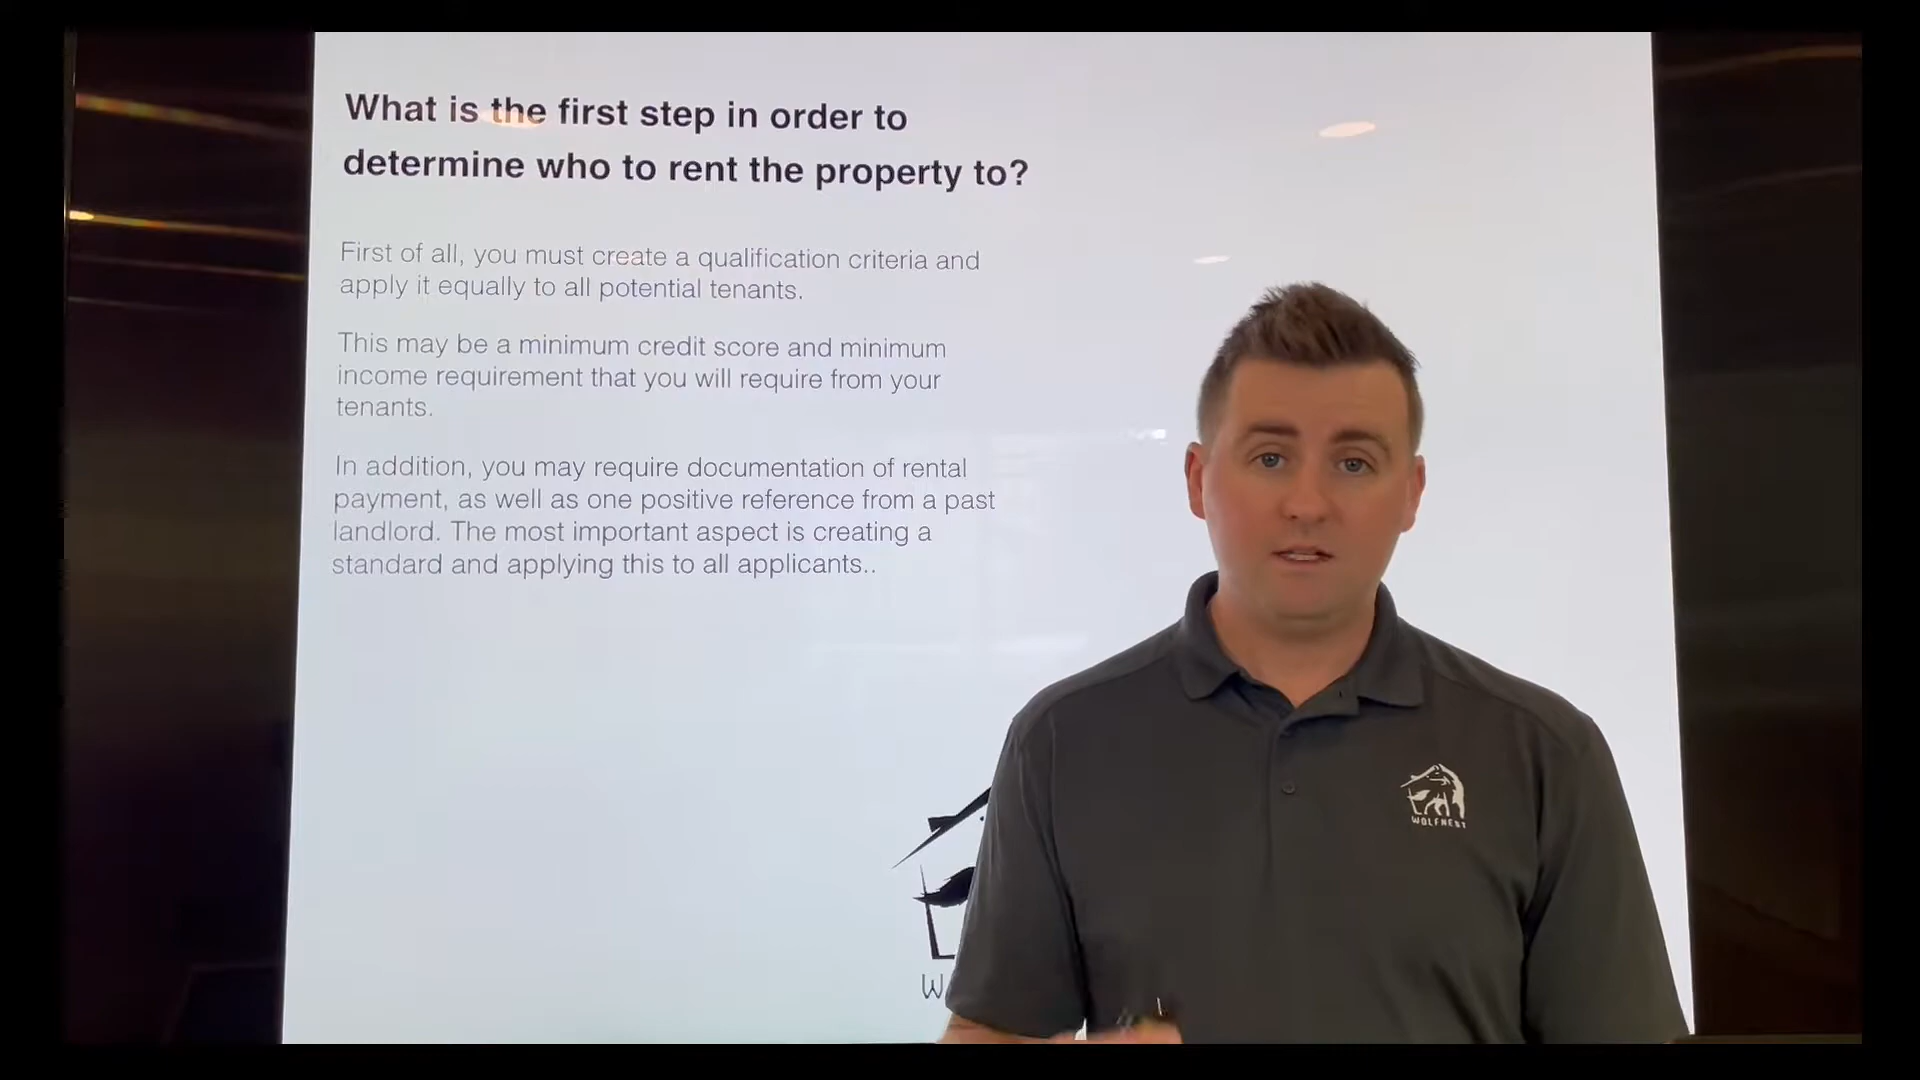 What is the first step in order to
determine who to rent the property to?
First of all, you must create a qualification criteria and
apply it equally to all potential tenants.
This may be a minimum credit score and minimum
income requirement that you will require from your
tenants.
In addition, you may require documentation of rental
payment, as well as one positive reference from a past
landlord. The most important aspect is creating a
standard and applying this to all applicants..
WOLFNEST
W